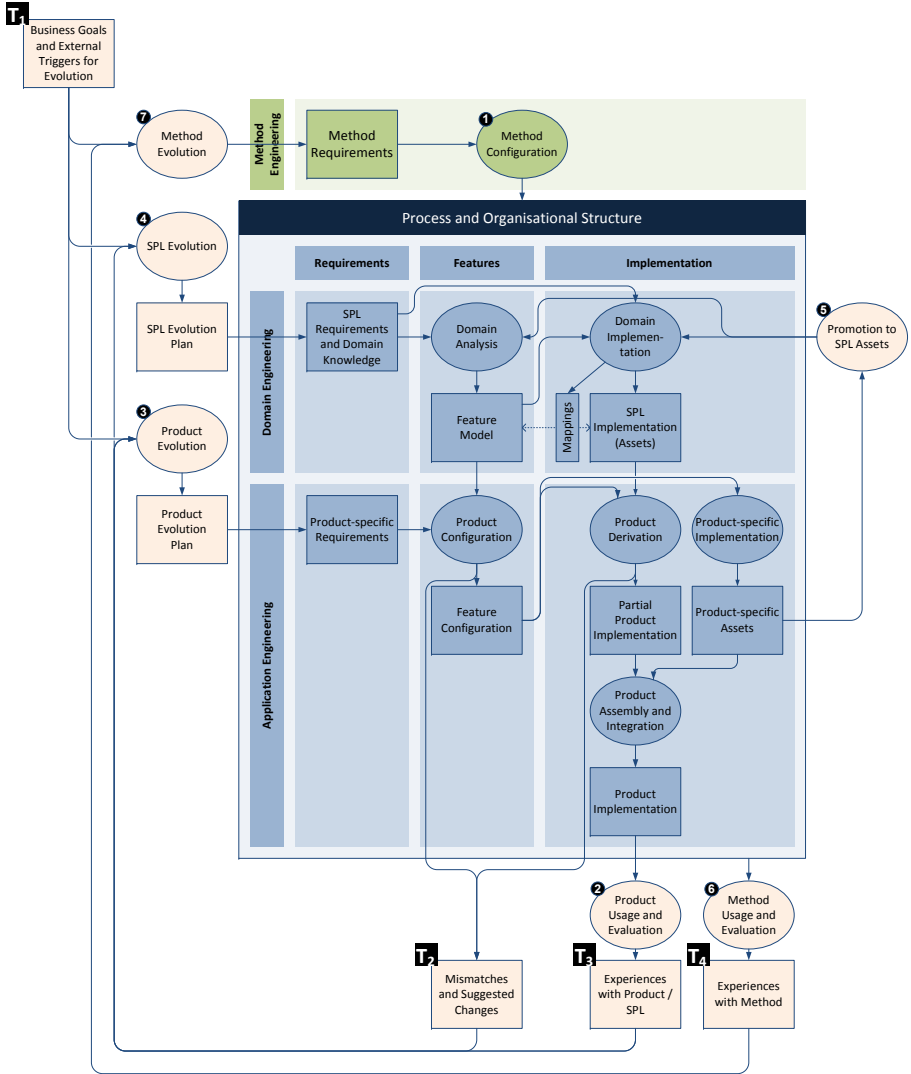 T1
Business Goals
and External
Triggers for
Evolution
7
Method
Evolution
Method
Engineering
Method
Requirements
1
Method
Configuration
Process and Organisational Structure
4
SPL Evolution
Requirements
Features
Implementation
SPL Evolution
Plan
Domain Engineering
SPL
Requirements
and Domain
Knowledge
Domain
Analysis
Domain
Implemen-
tation
5
Promotion to
SPL Assets
3
Product
Evolution
Feature
Model
Mappings
SPL
Implementation
(Assets)
Product
Evolution
Plan
Application Engineering
Product-specific
Requirements
Product
Configuration
Product
Derivation
Product-specific
Implementation
Feature
Configuration
Partial
Product
Implementation
Product-specific
Assets
Product
Assembly and
Integration
Product
Implementation
2
Product
Usage and
Evaluation
6
Method
Usage and
Evaluation
T2
Mismatches
and Suggested
Changes
T3
Experiences
with Product /
SPL
T4
Experiences
with Method